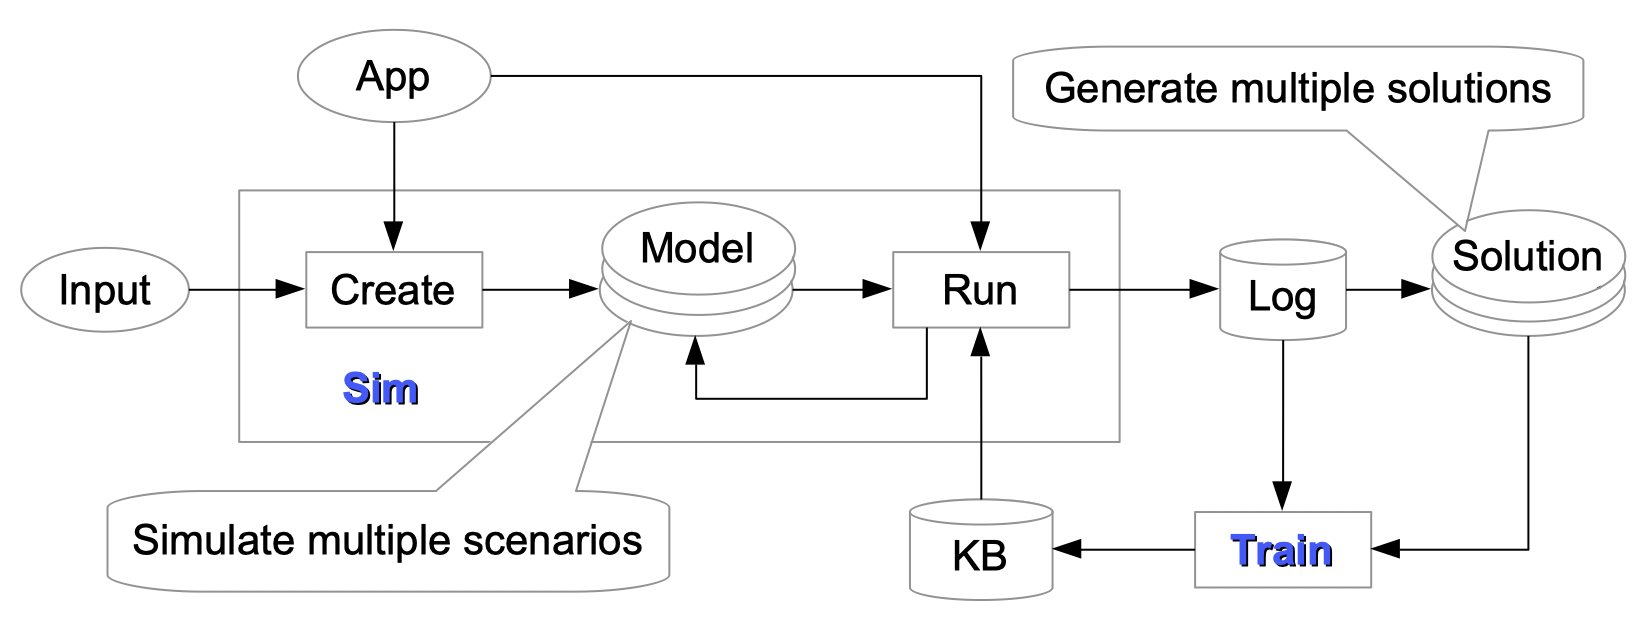 App
Generate multiple solutions
Input
Create
Model
Run
Log
Solution
Sim
Simulate multiple scenarios
KB
Train